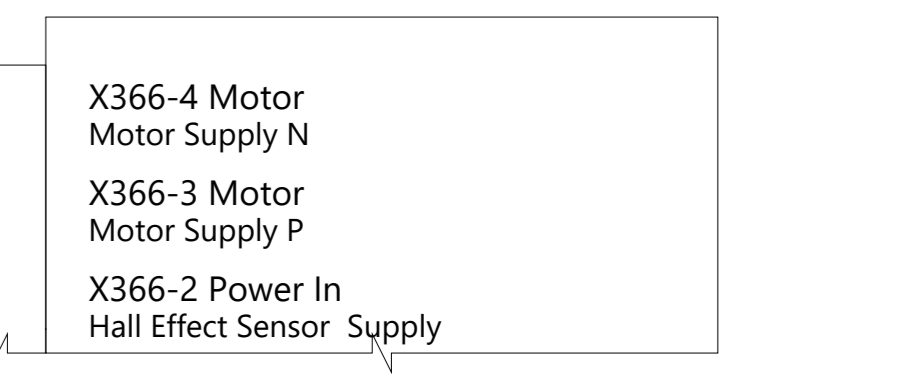 X366-4 Motor
Motor Supply N
X366-3 Motor
Motor Supply P
X366-2 Power In
Hall Effect Sensor  Supply